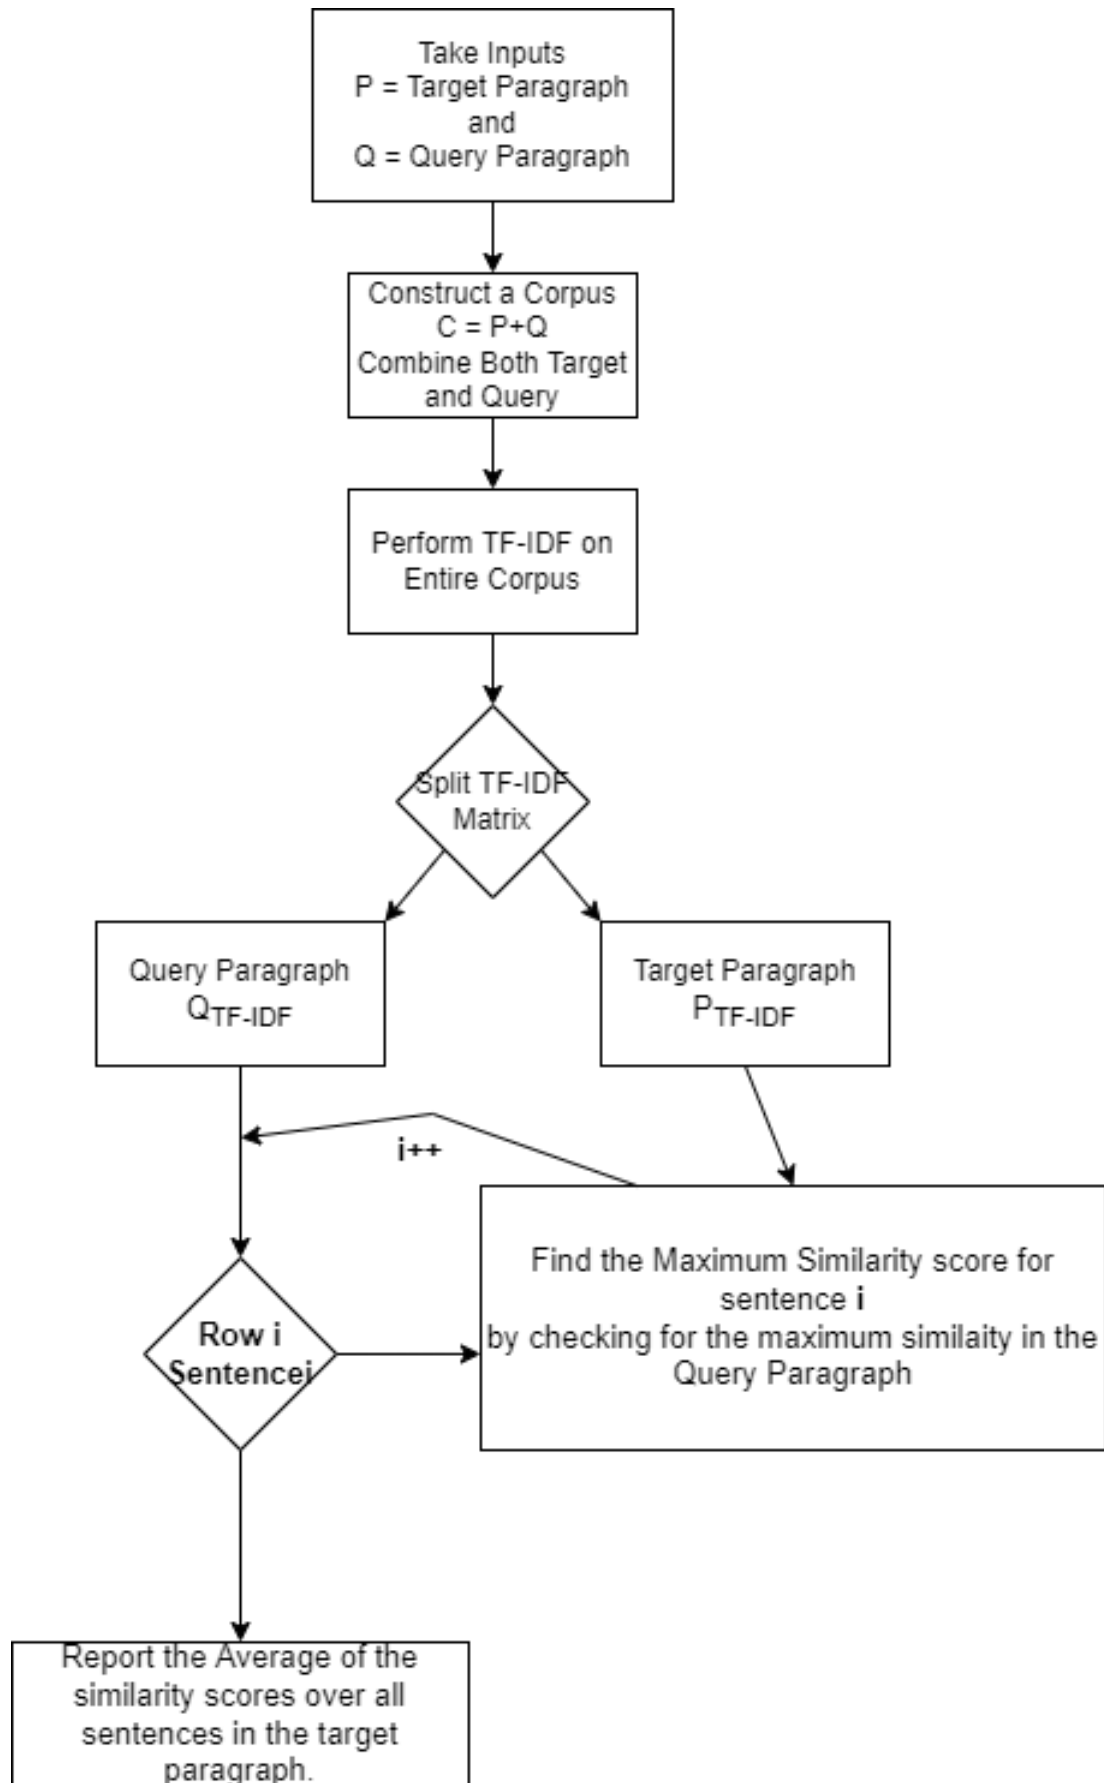 Take Inputs
P = Target Paragraph
and
Q = Query Paragraph
Construct a Corpus
C = P+Q
Combine Both Target
and Query
Perform TF-IDF on
Entire Corpus
Split TF-IDF
Matrix
Query Paragraph
QTF-IDF
Target Paragraph
PTF-IDF
i++
Find the Maximum Similarity score for
sentence i
by checking for the maximum similaity in the
Query Paragraph
Row i
Sentencei
Report the Average of the
similarity scores over all
sentences in the target
paragraph.